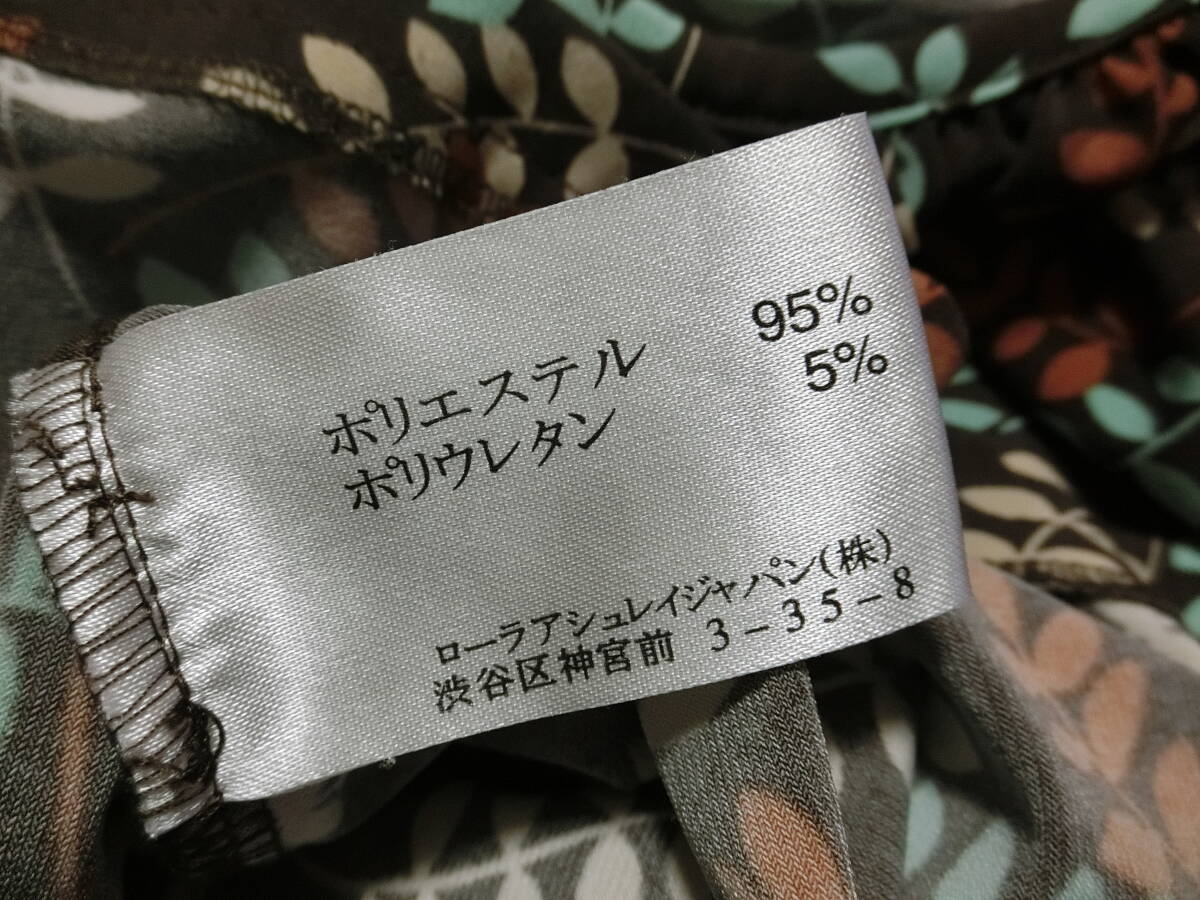 ポリエステル 95%
ポリウレタン 5%
ローラアシュレイジャパン(株)
渋谷区神宮前 3-35-8